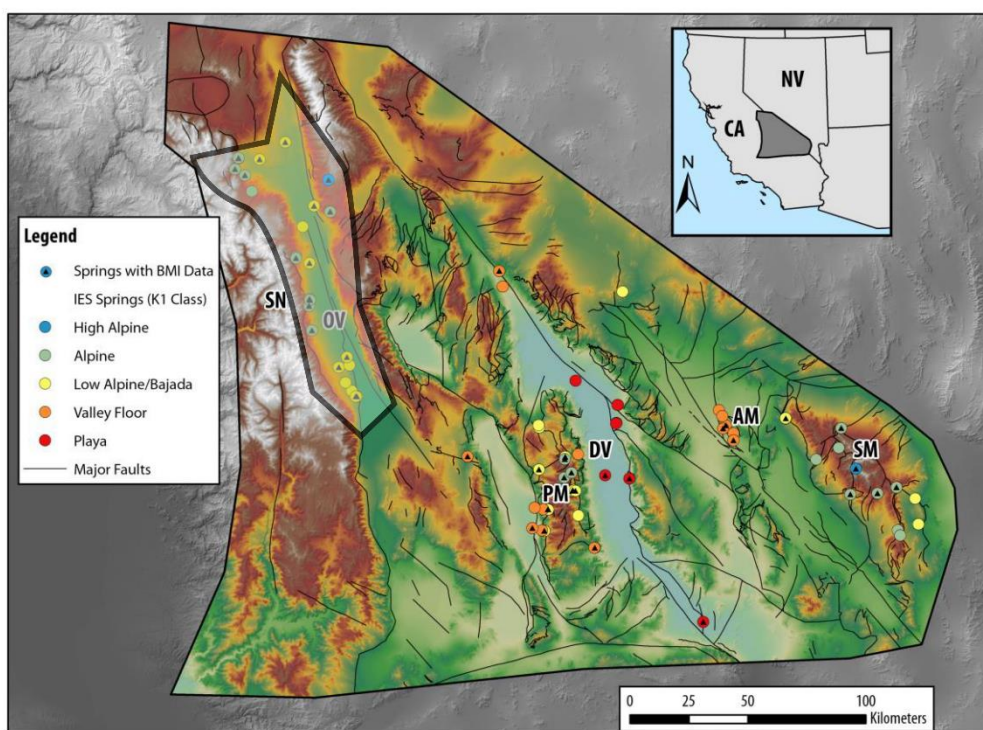 NV
CA
N
Legend
Springs with BMI Data
IES Springs (K1 Class)
High Alpine
Alpine
Low Alpine/Bajada
Valley Floor
Playa
Major Faults
SN
OV
AM
SM
DV
PM
0 25 50 100
Kilometers